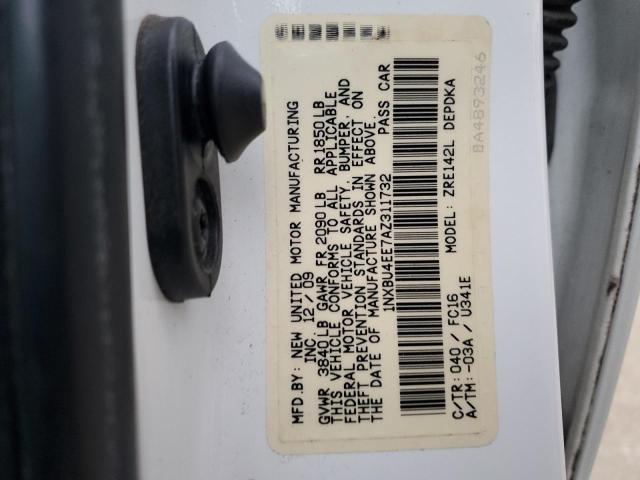 MFD.BY: NEW UNITED MOTOR MANUFACTURING
INC. 12/09
GVWR 3840LB GAWR FR 2090LB RR1850LB
THIS VEHICLE CONFORMS TO ALL APPLICABLE
FEDERAL MOTOR VEHICLE SAFETY, BUMPER, AND
THEFT PREVENTION STANDARDS IN EFFECT ON
THE DATE OF MANUFACTURE SHOWN ABOVE.
1NXBU4EE7AZ311732 PASS CAR
C/TR: 040 / FC16 MODEL: ZRE142L DEPDKA
A/TM: -03A / U341E
8A4893246